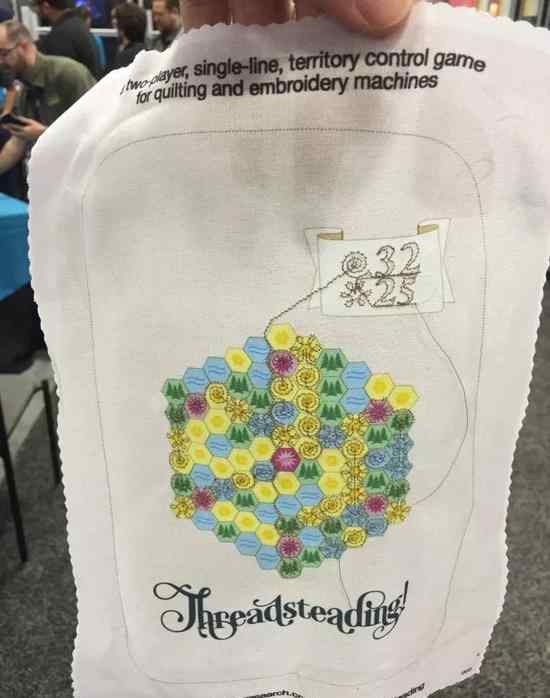 two-player, single-line, territory control game
for quilting and embroidery machines
32
25
Threadsteading!